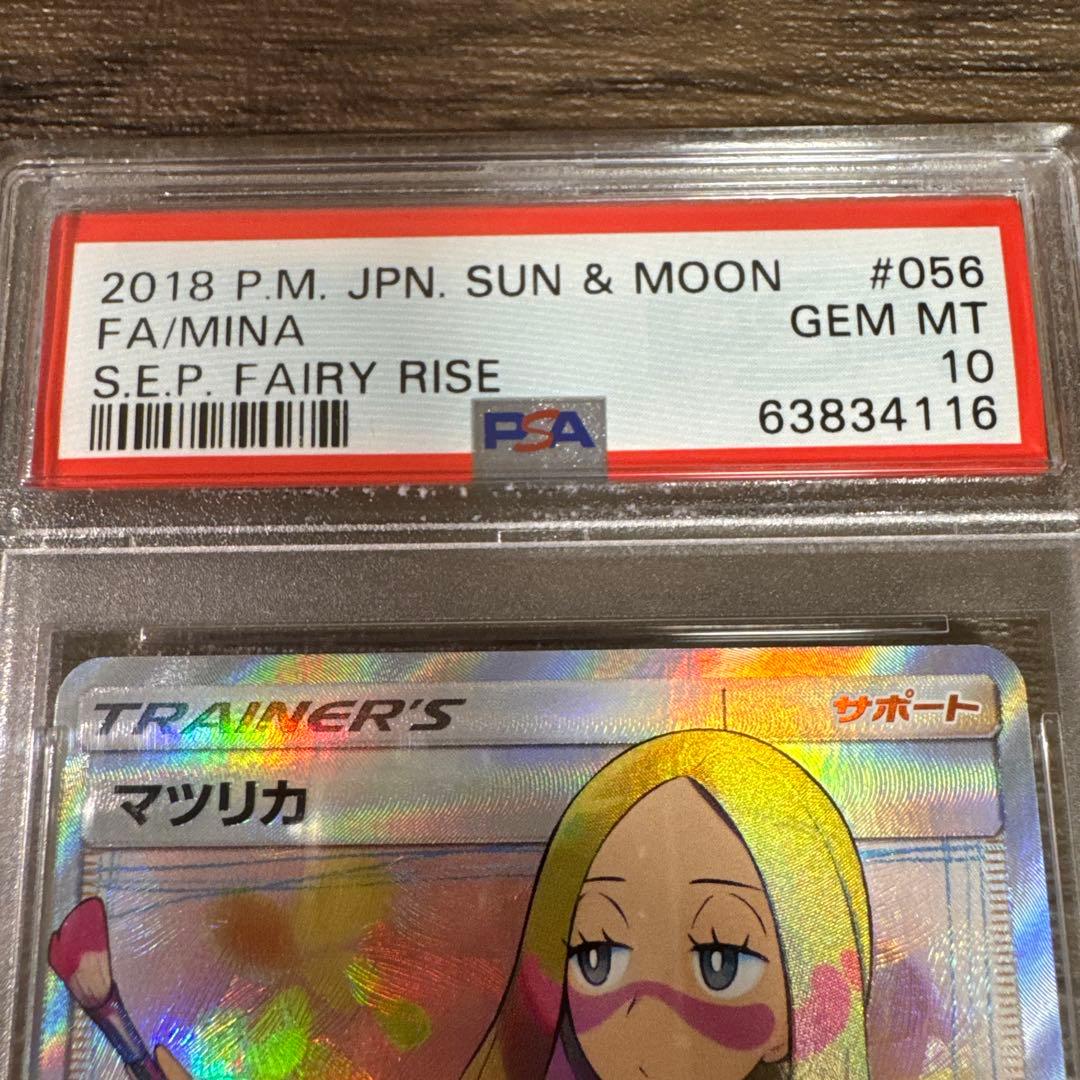 2018 P.M. JPN. SUN & MOON #056
FA/MINA GEM MT
S.E.P. FAIRY RISE 10
PSA 63834116
TRAINER'S サポート
マツリカ